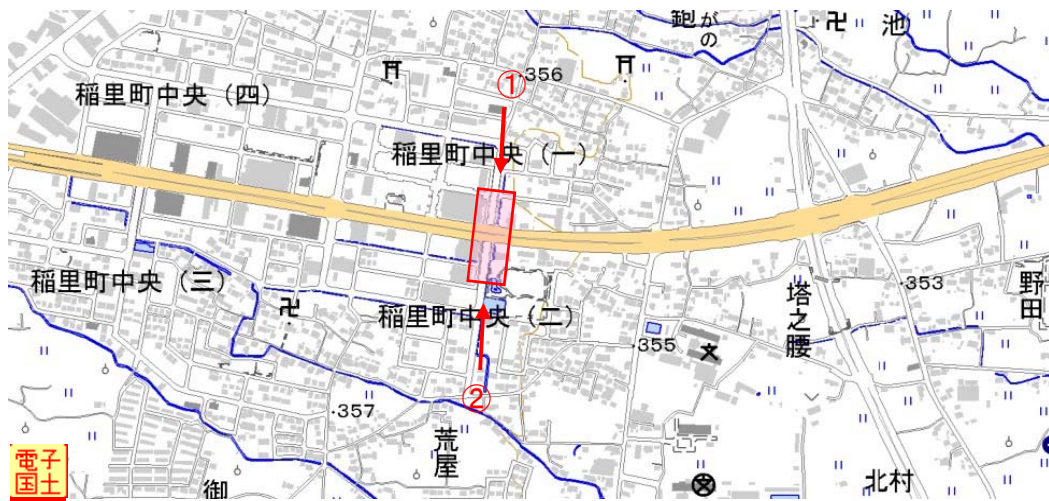 がの
池
・356
①
稲里町中央（四）
稲里町中央（一）
稲里町中央（三）
稲里町中央（二）
・353
塔之腰
野田
・355
・357
②
荒屋
電子国土
御
北村